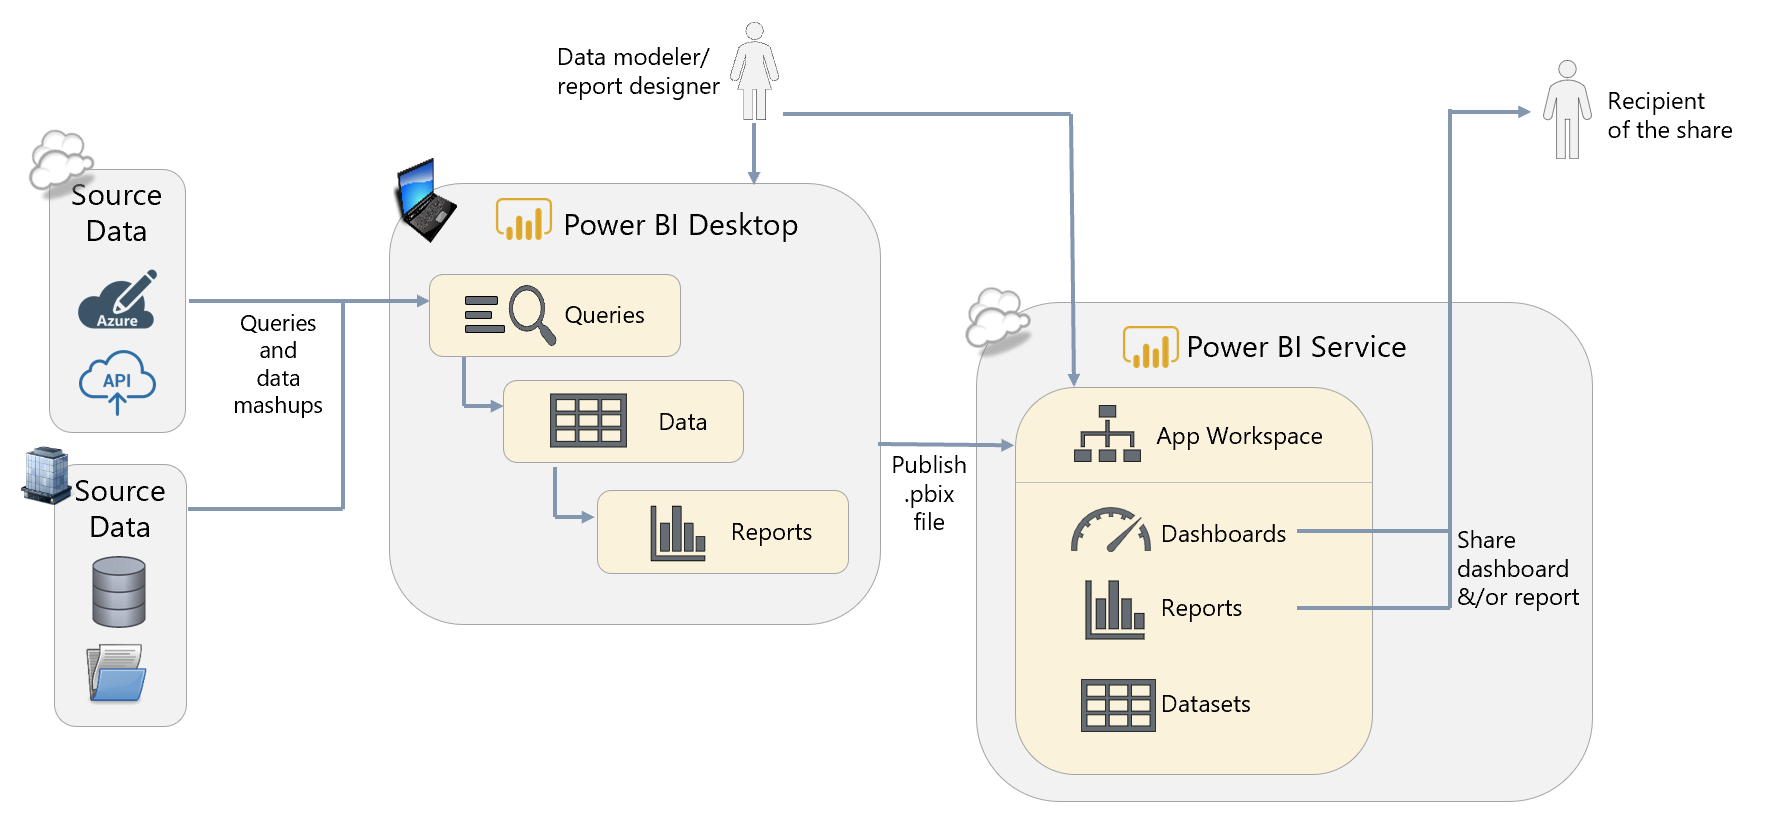 Data modeler/
report designer
Recipient
of the share
Source
Data
Azure
API
Queries
and
data
mashups
Source
Data
Power BI Desktop
Queries
Data
Reports
Publish
.pbix
file
Power BI Service
App Workspace
Dashboards
Reports
Datasets
Share
dashboard
&/or report